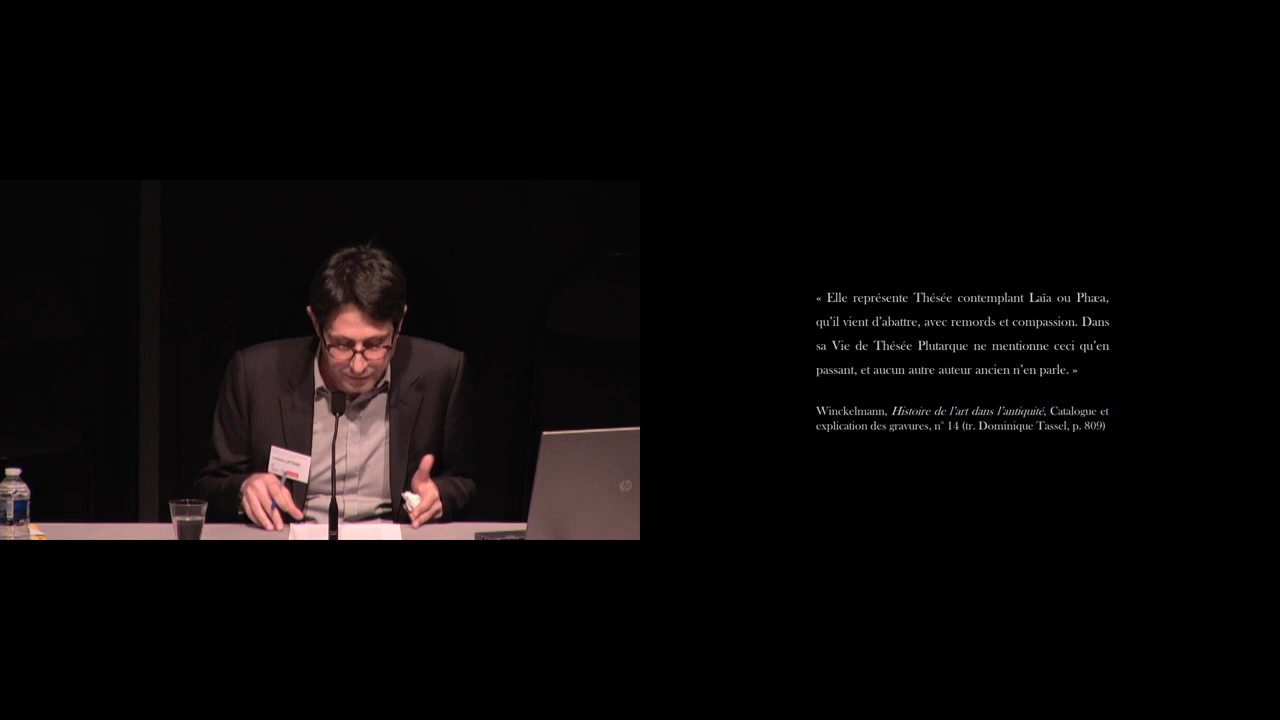 « Elle représente Thésée contemplant Laïa ou Phæa,
qu’il vient d’abattre, avec remords et compassion. Dans
sa Vie de Thésée Plutarque ne mentionne ceci qu’en
passant, et aucun autre auteur ancien n’en parle. »
Winckelmann, Histoire de l’art dans l’antiquité, Catalogue et
explication des gravures, n° 14 (tr. Dominique Tassel, p. 809)
hp